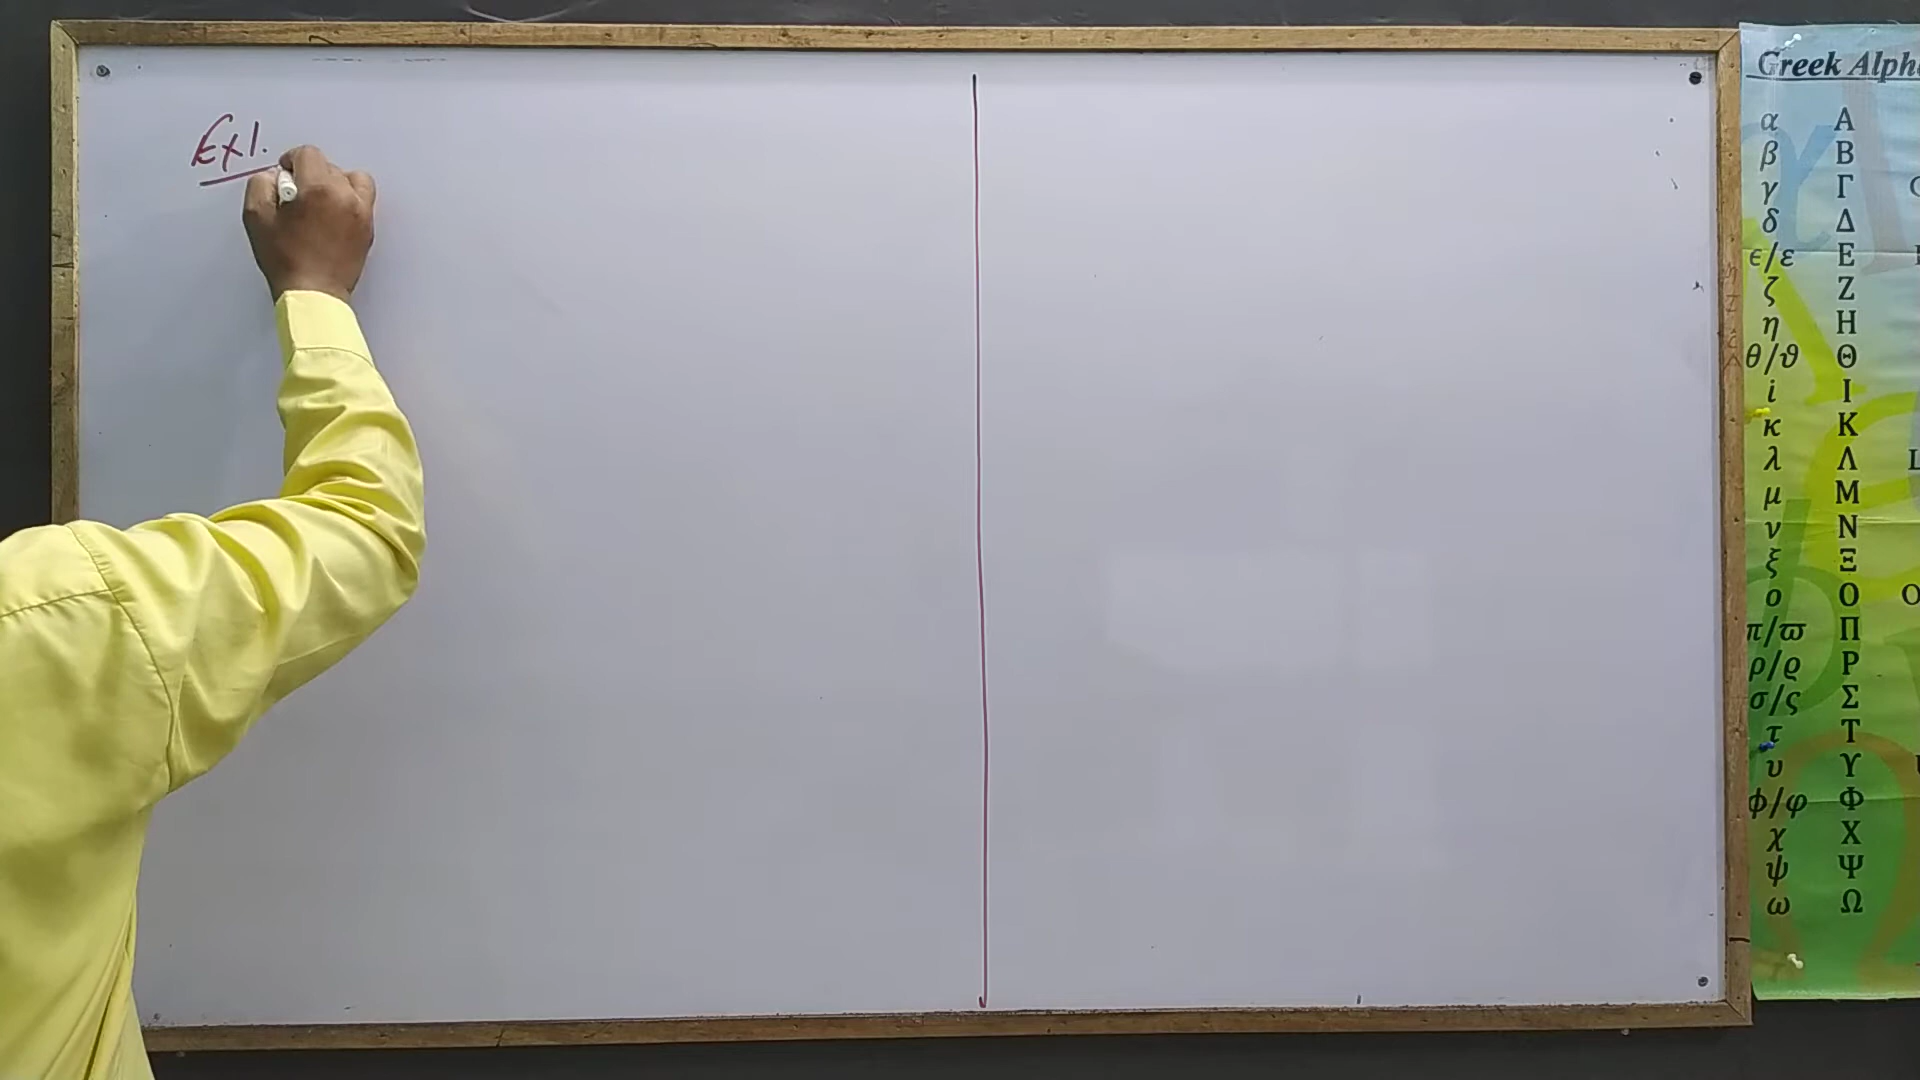 Ex1.
Greek Alph
α Α
β Β
γ Γ
δ Δ
ϵ/ε Ε
ζ Ζ
η Η
θ/ϑ Θ
i Ι
κ Κ
λ Λ
μ Μ
ν Ν
ξ Ξ
ο Ο
π/ϖ Π
ρ/ϱ Ρ
σ/ς Σ
τ Τ
υ Υ
ϕ/φ Φ
χ Χ
ψ Ψ
ω Ω